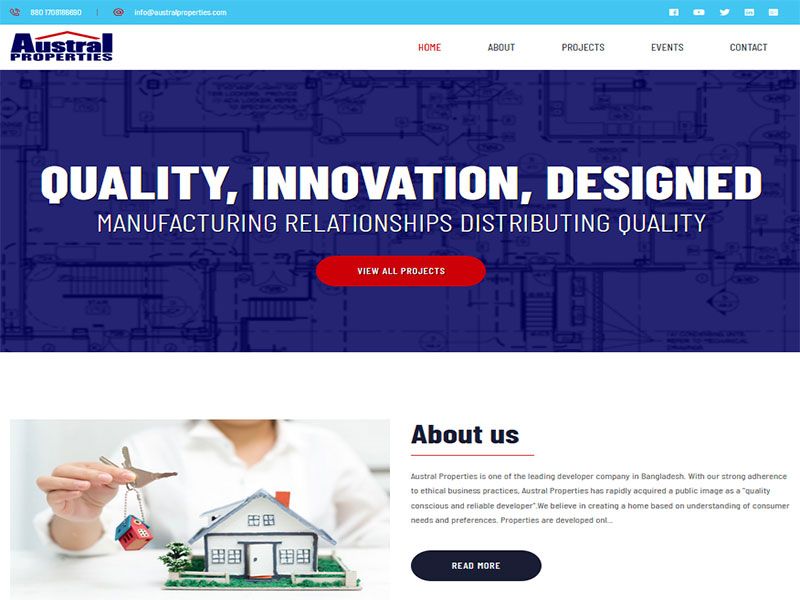 880 1708166690
info@australproperties.com
Austral
PROPERTIES
HOME
ABOUT
PROJECTS
EVENTS
CONTACT
QUALITY, INNOVATION, DESIGNED
MANUFACTURING RELATIONSHIPS DISTRIBUTING QUALITY
VIEW ALL PROJECTS
About us
Austral Properties is one of the leading developer company in Bangladesh. With our strong adherence
to ethical business practices, Austral Properties has rapidly acquired a public image as a "quality
conscious and reliable developer".We believe in creating a home based on understanding of consumer
needs and preferences. Properties are developed onl...
READ MORE